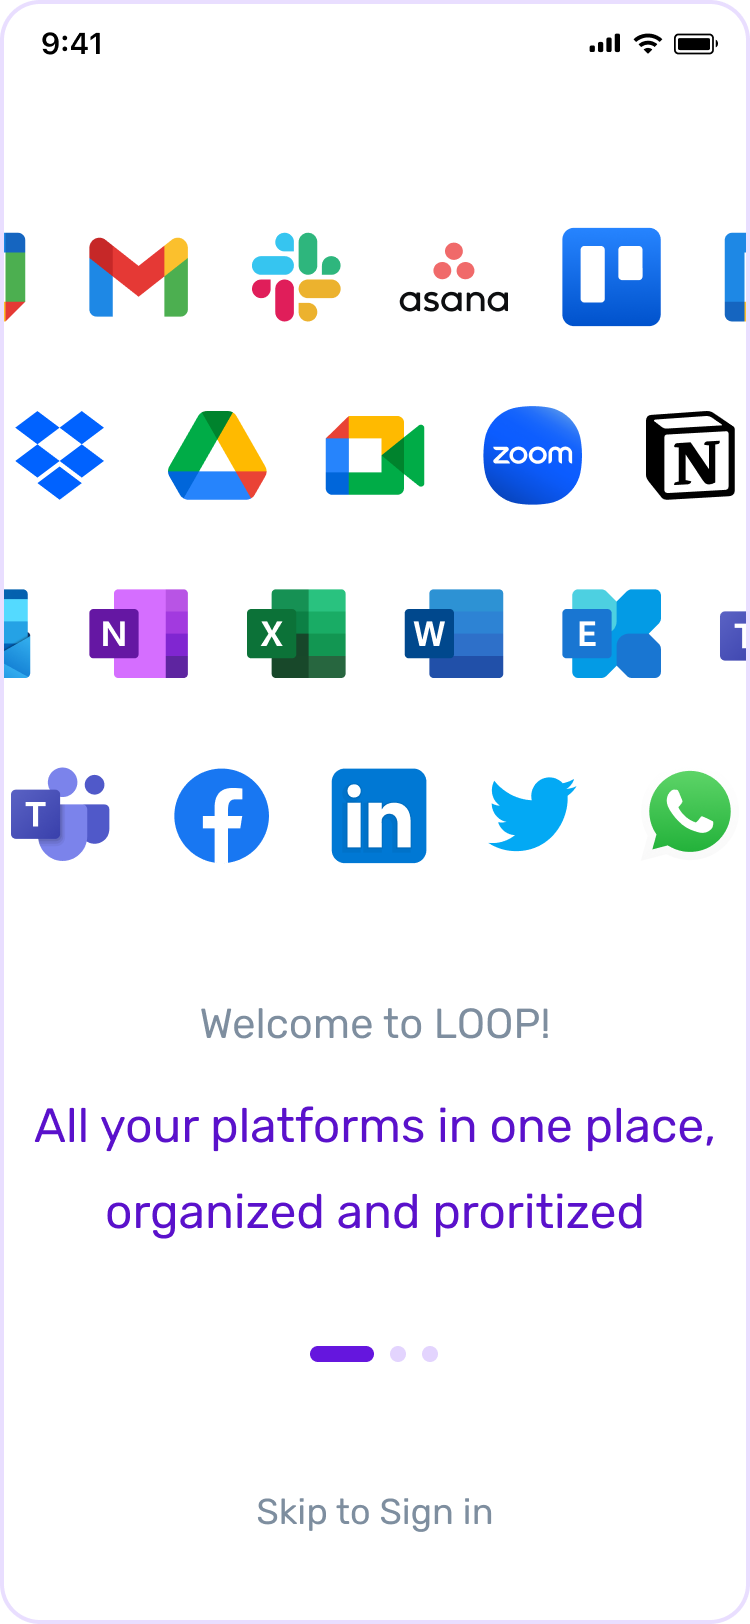 9:41
asana
zoom
N
N
X
W
E
T
T
in
Welcome to LOOP!
All your platforms in one place,
organized and proritized
Skip to Sign in